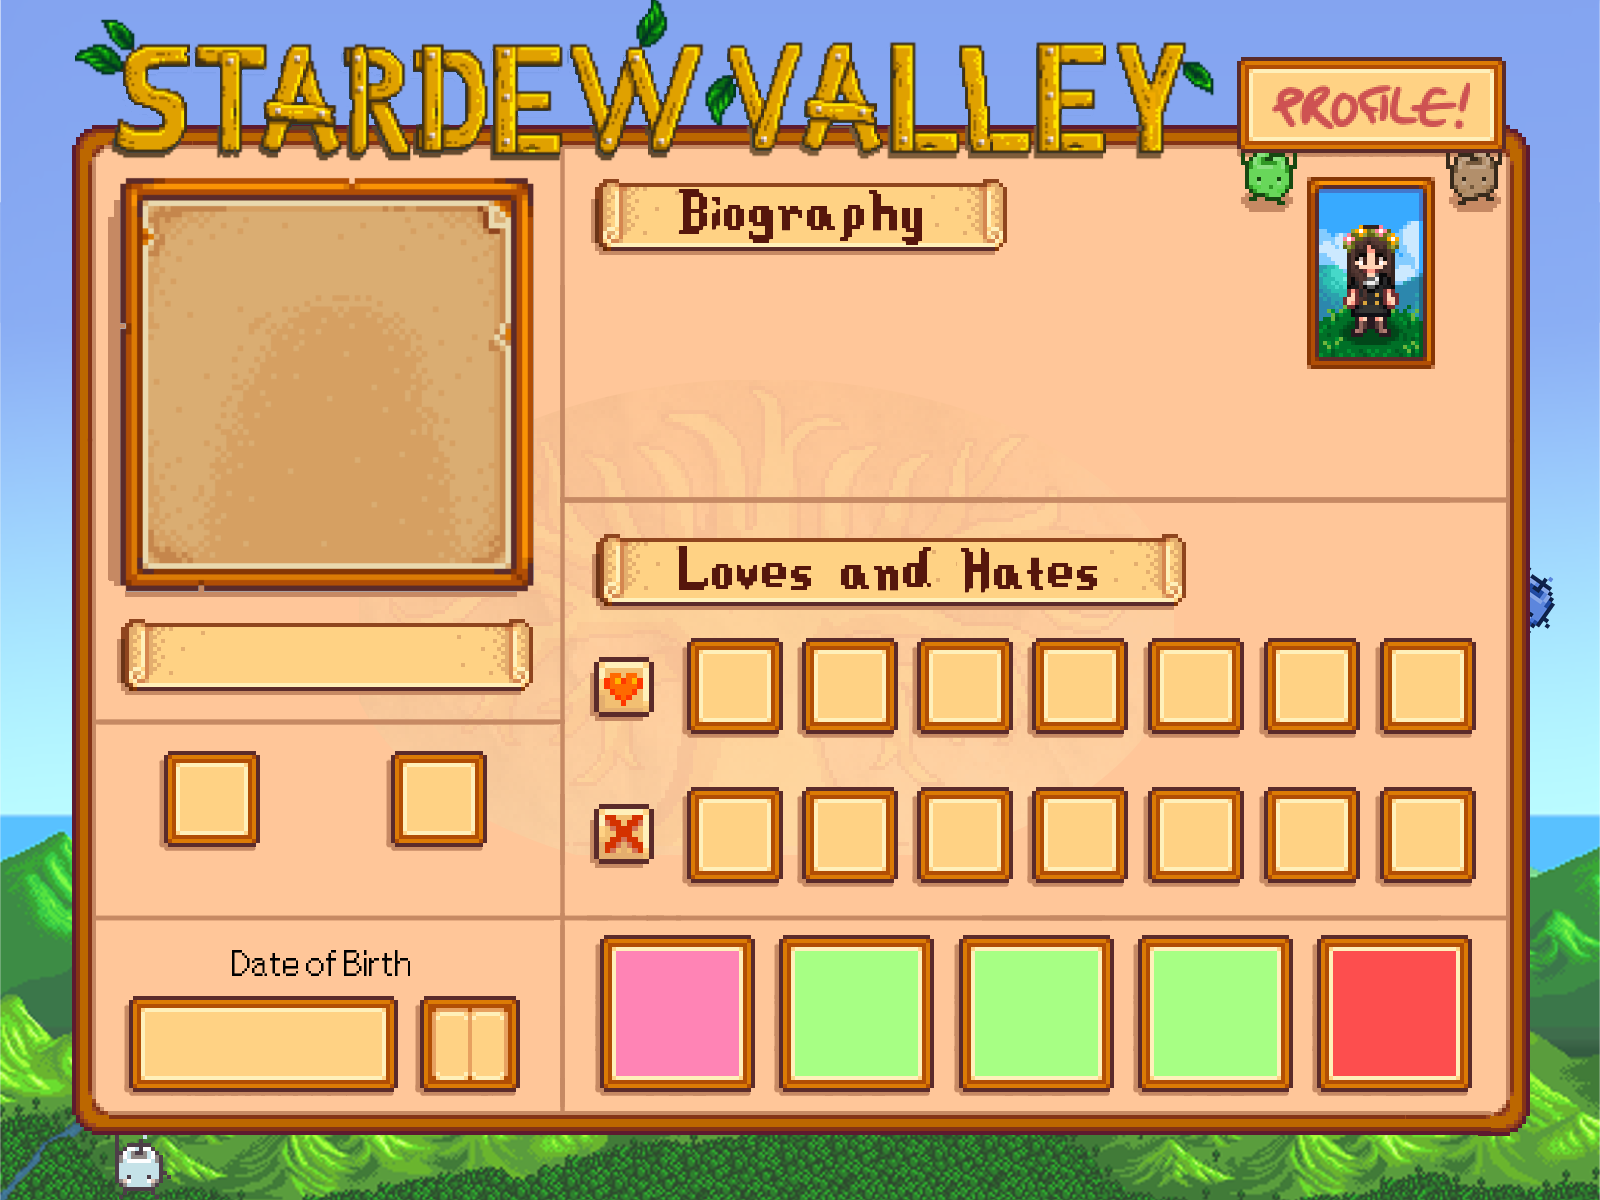 STARDEW VALLEY
PROFILE!
Biography
Loves and Hates
Date of Birth